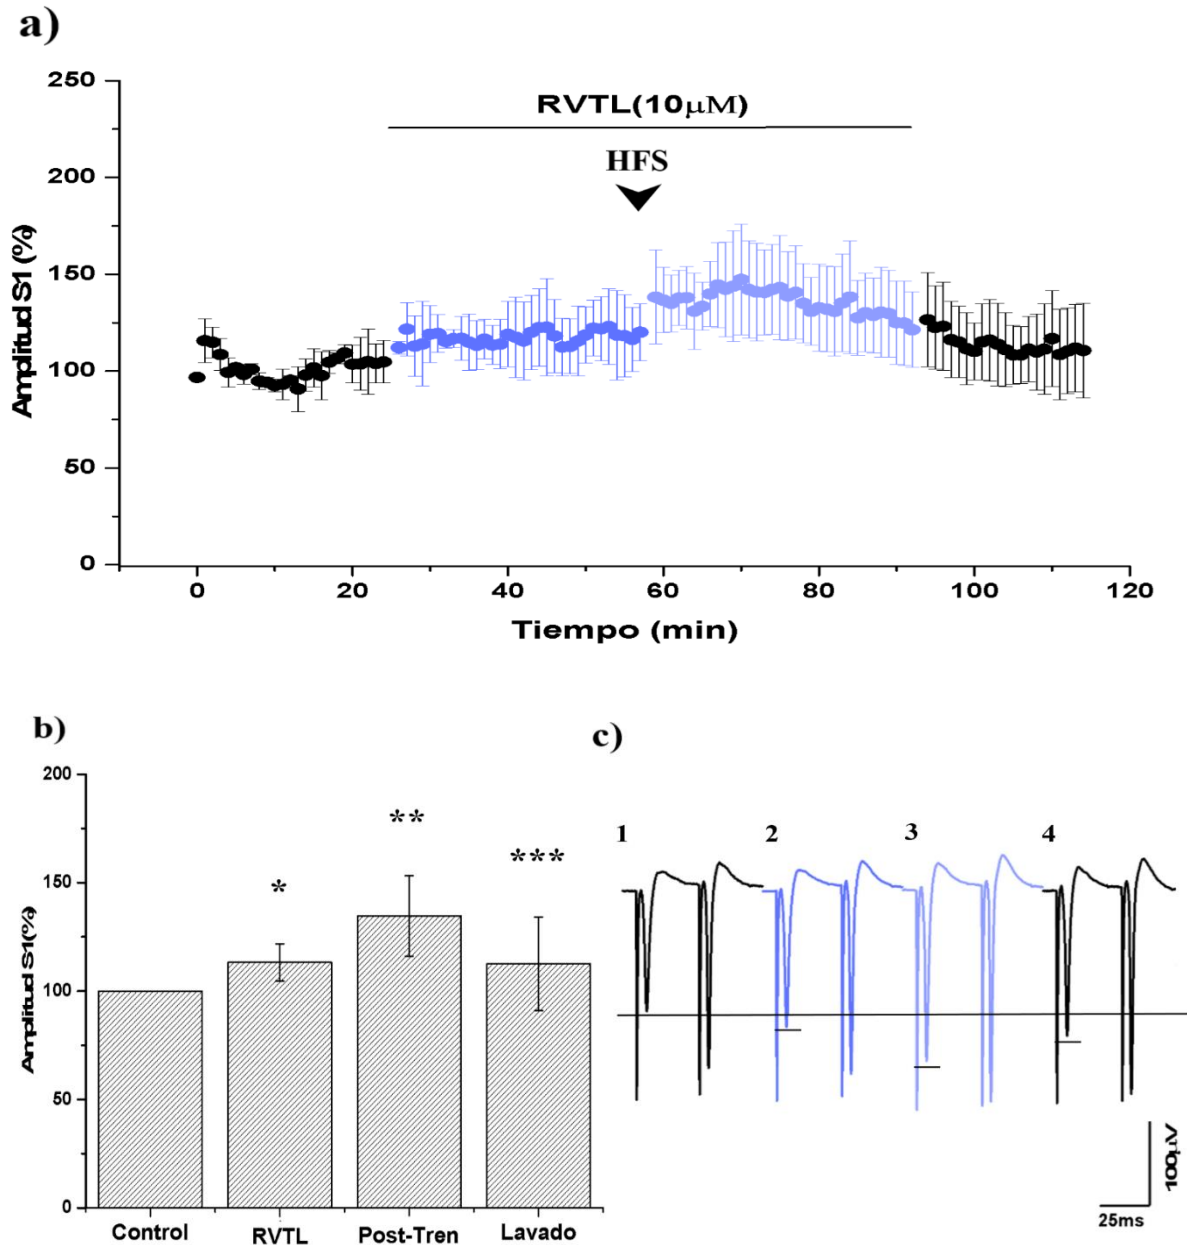 a)
250
200
150
100
50
0
Amplitud S1 (%)
RVTL(10μM)
HFS
0 20 40 60 80 100 120
Tiempo (min)
b)
200
150
100
50
0
Amplitud S1(%)
*
**
***
Control RVTL Post-Tren Lavado
c)
1 2 3 4
100μV
25ms